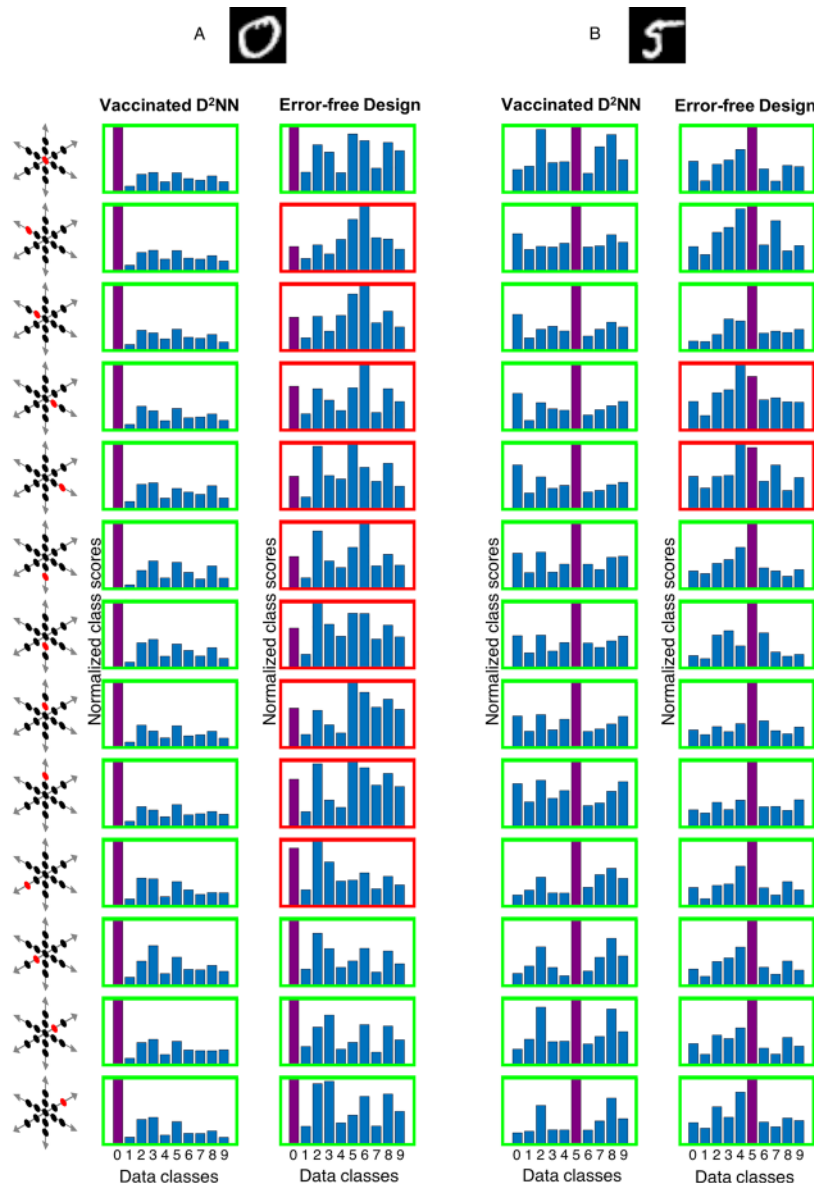 A
B
Vaccinated D²NN
Error-free Design
Vaccinated D²NN
Error-free Design
Normalized class scores
Normalized class scores
Normalized class scores
Normalized class scores
0 1 2 3 4 5 6 7 8 9
0 1 2 3 4 5 6 7 8 9
0 1 2 3 4 5 6 7 8 9
0 1 2 3 4 5 6 7 8 9
Data classes
Data classes
Data classes
Data classes